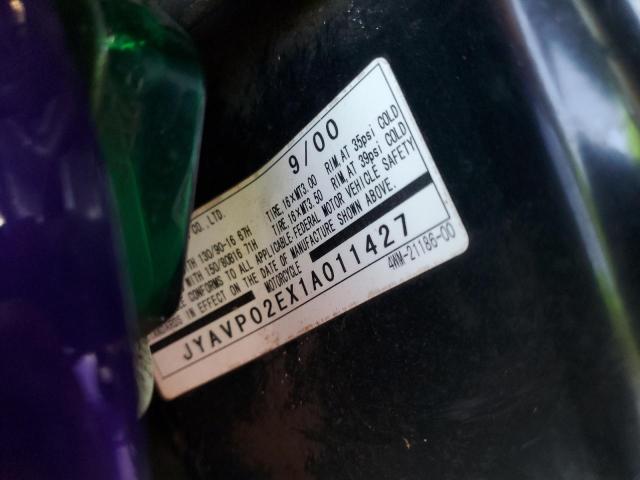 CO., LTD. 9/00
TH 130/90-16 67H TIRE 16×MT3.00 RIM, AT 35psi COLD
WITH 150/80B16 71H TIRE, 16×MT3.50 RIM, AT 39psi COLD
CONFORMS TO ALL APPLICABLE FEDERAL MOTOR VEHICLE SAFETY
IN EFFECT ON THE DATE OF MANUFACTURE SHOWN ABOVE.
MOTORCYCLE
JYAVP02EX1A011427
4NM-21186-00